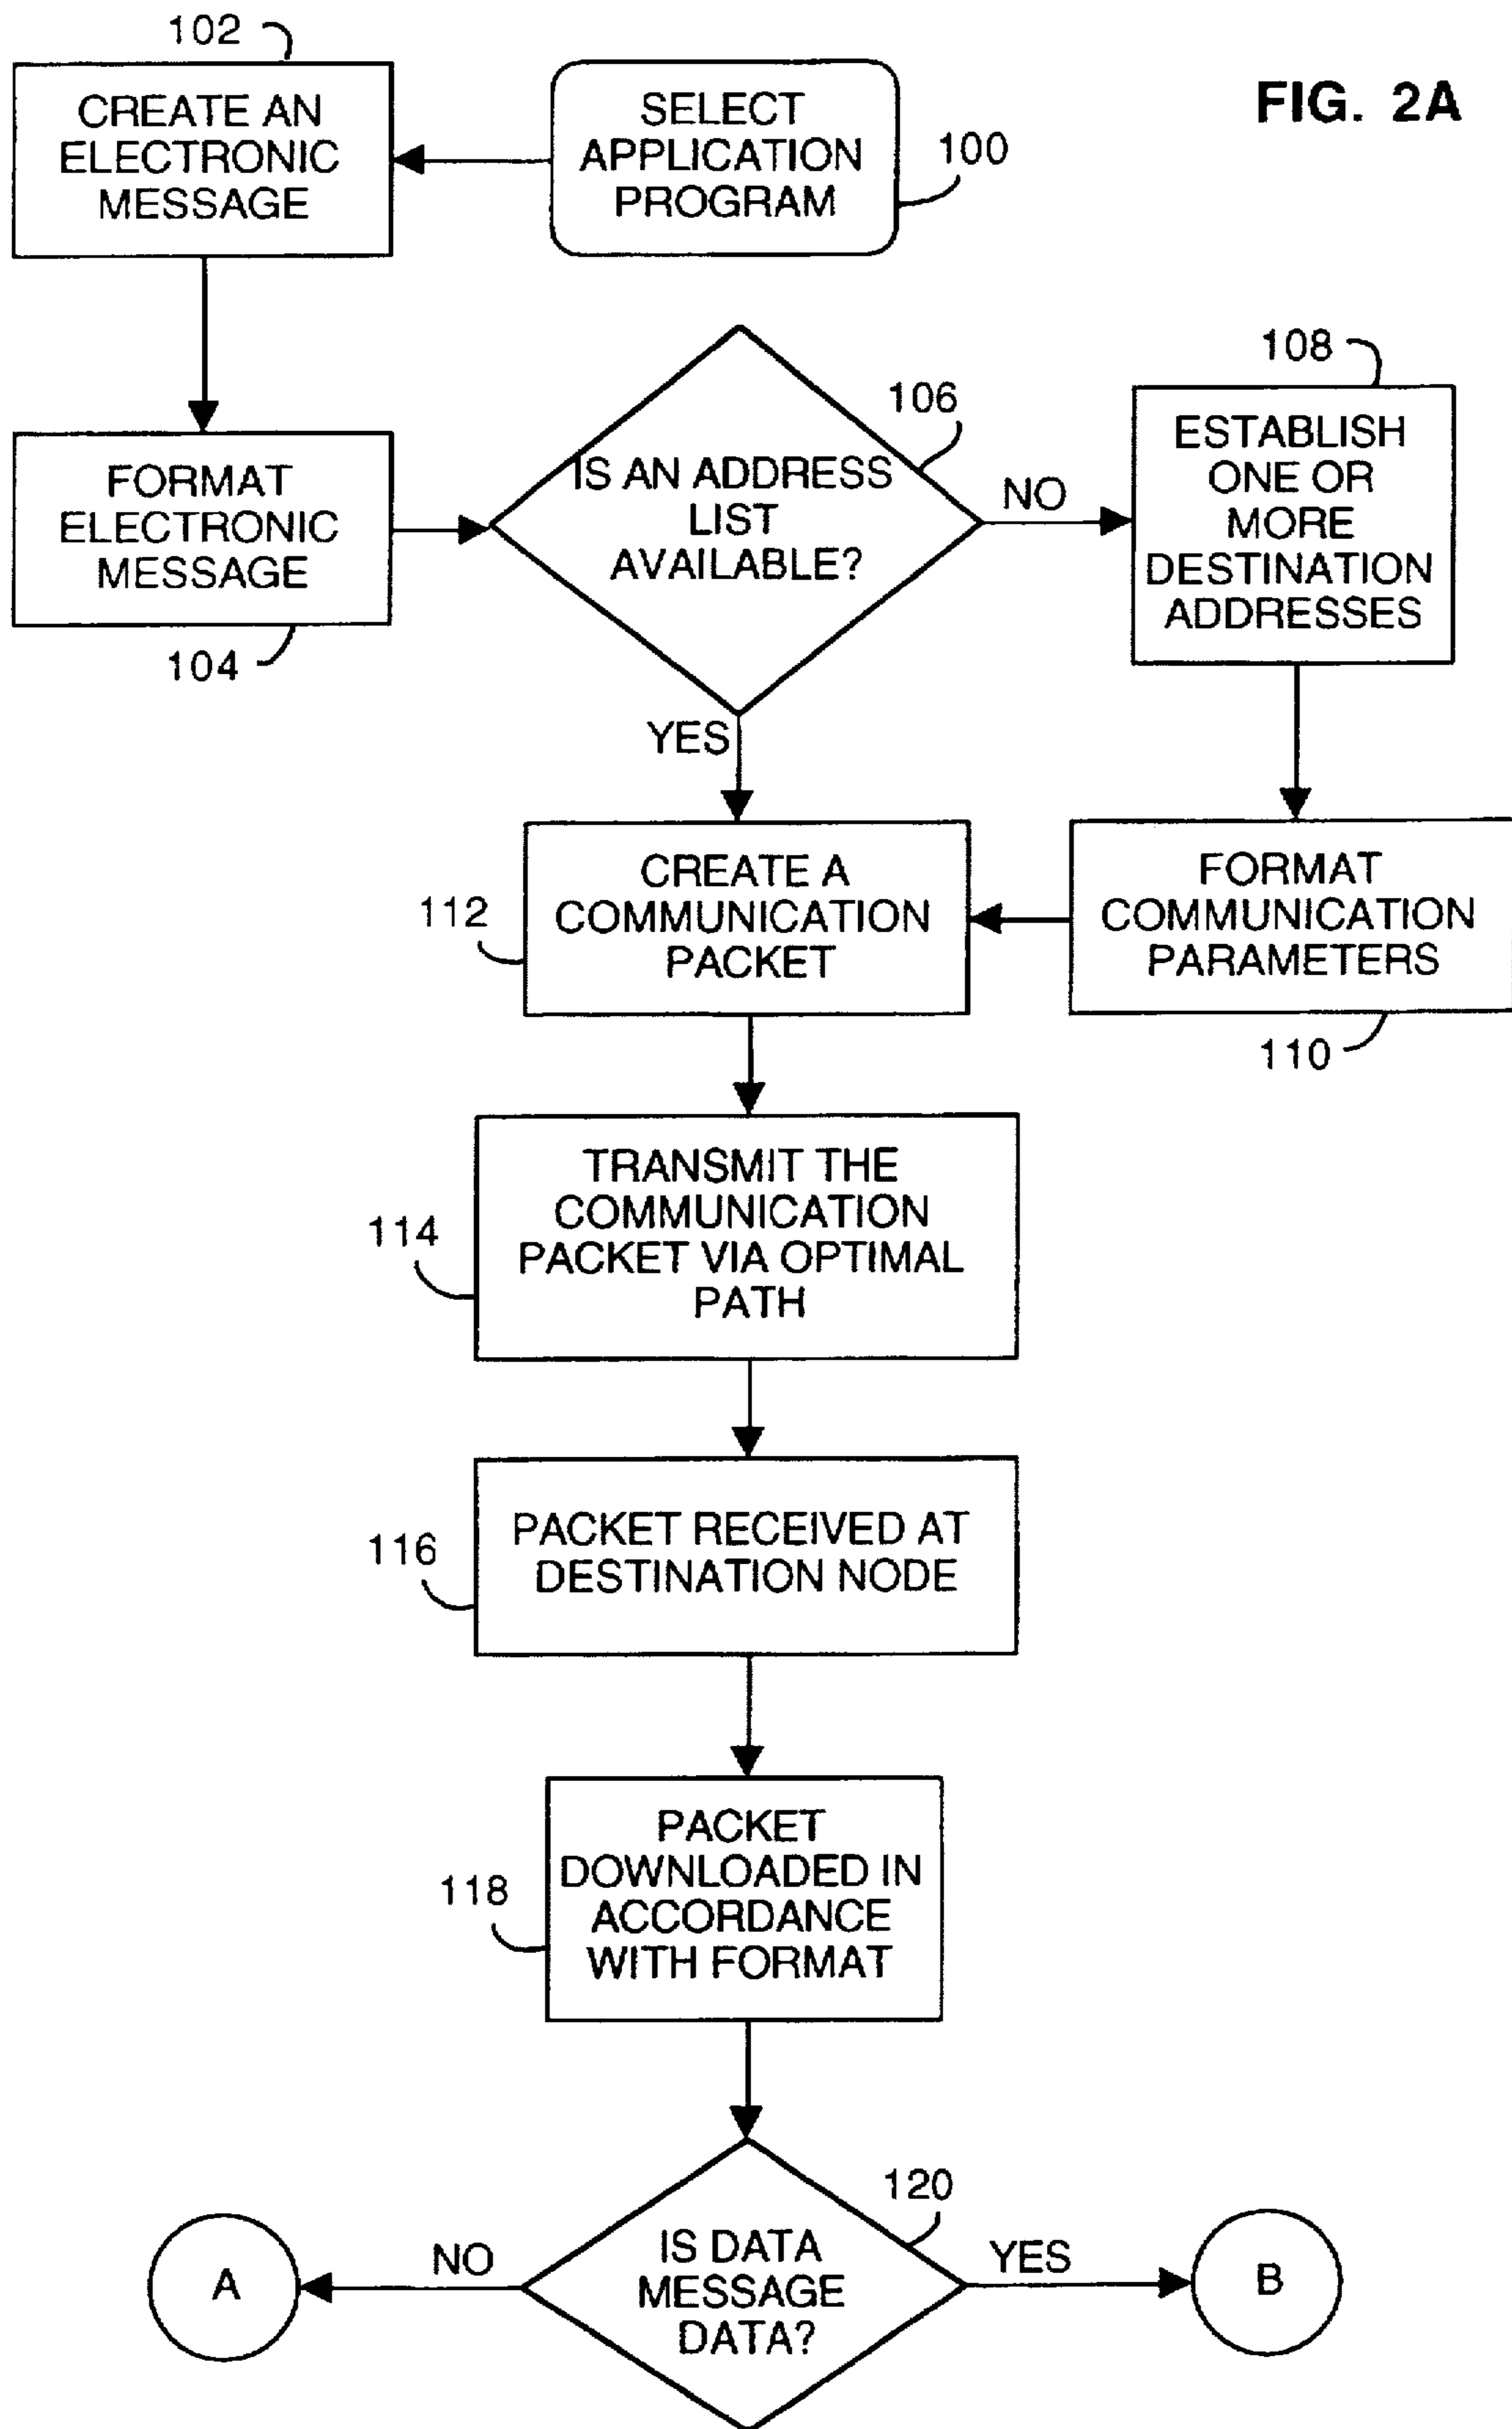 FIG. 2A
102
CREATE AN
ELECTRONIC
MESSAGE
SELECT
APPLICATION
PROGRAM
100
FORMAT
ELECTRONIC
MESSAGE
104
106
IS AN ADDRESS
LIST
AVAILABLE?
NO
YES
108
ESTABLISH
ONE OR
MORE
DESTINATION
ADDRESSES
FORMAT
COMMUNICATION
PARAMETERS
110
112
CREATE A
COMMUNICATION
PACKET
114
TRANSMIT THE
COMMUNICATION
PACKET VIA OPTIMAL
PATH
116
PACKET RECEIVED AT
DESTINATION NODE
118
PACKET
DOWNLOADED IN
ACCORDANCE
WITH FORMAT
120
IS DATA
MESSAGE
DATA?
NO
A
YES
B